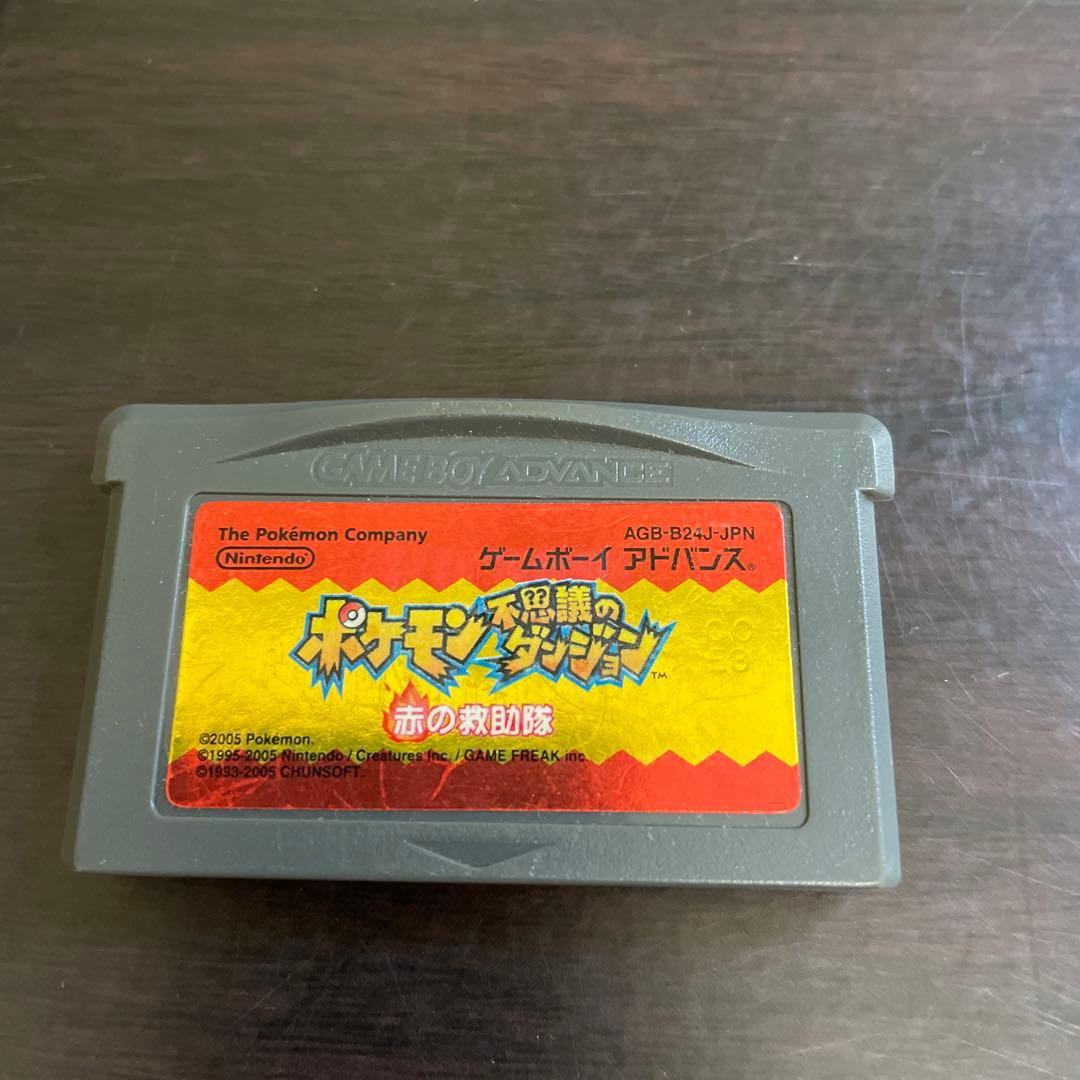 GAME BOY ADVANCE
The Pokémon Company
AGB-B24J-JPN
Nintendo
ゲームボーイ アドバンス®
ポケモン 不思議の
ダンジョン™
赤の救助隊
©2005 Pokémon.
©1995-2005 Nintendo / Creatures Inc. / GAME FREAK inc.
©1993-2005 CHUNSOFT.